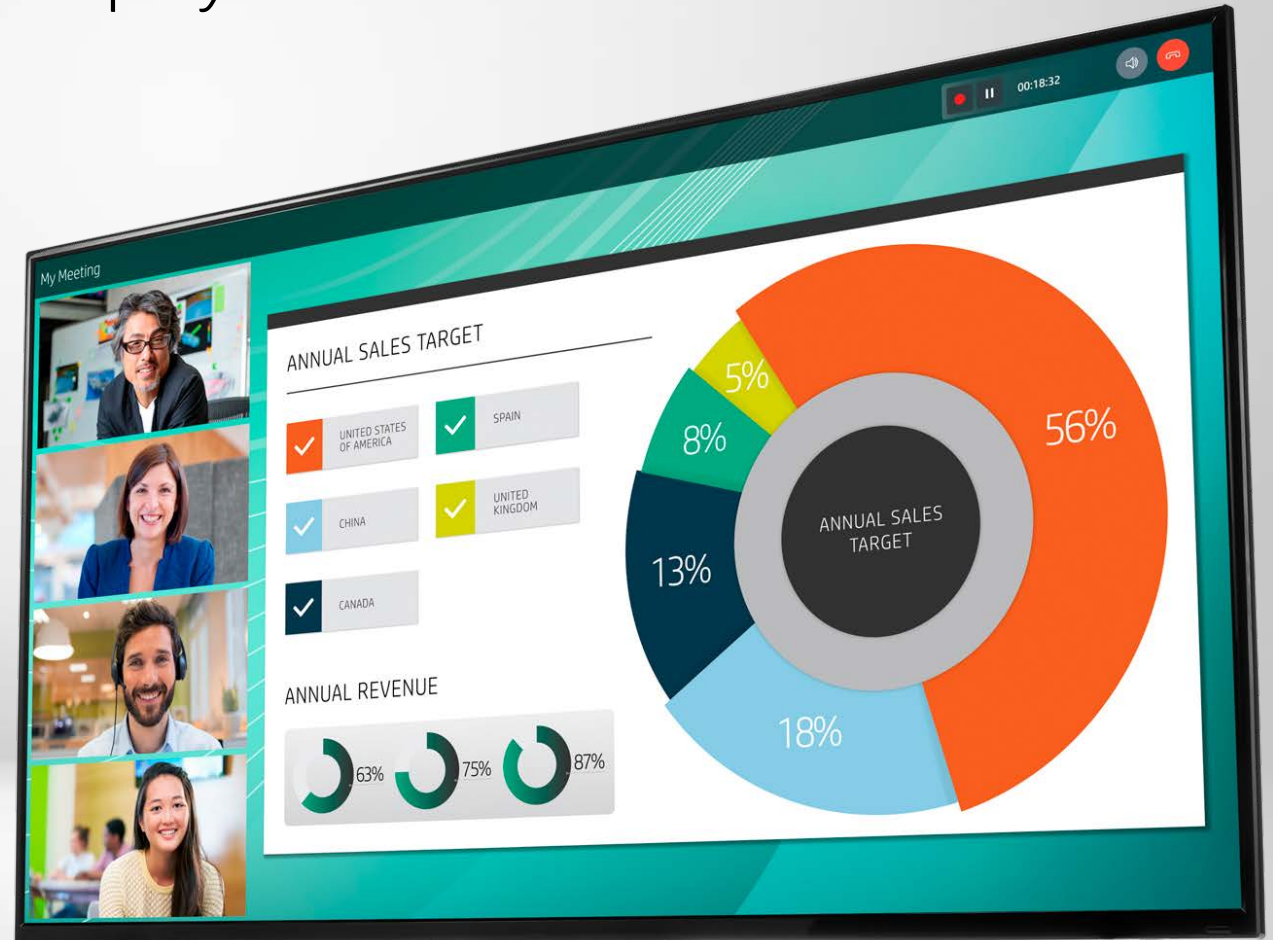 00:18:32
My Meeting
ANNUAL SALES TARGET
UNITED STATES
OF AMERICA
SPAIN
CHINA
UNITED
KINGDOM
CANADA
ANNUAL REVENUE
63%
75%
87%
5%
56%
8%
13%
18%
ANNUAL SALES
TARGET